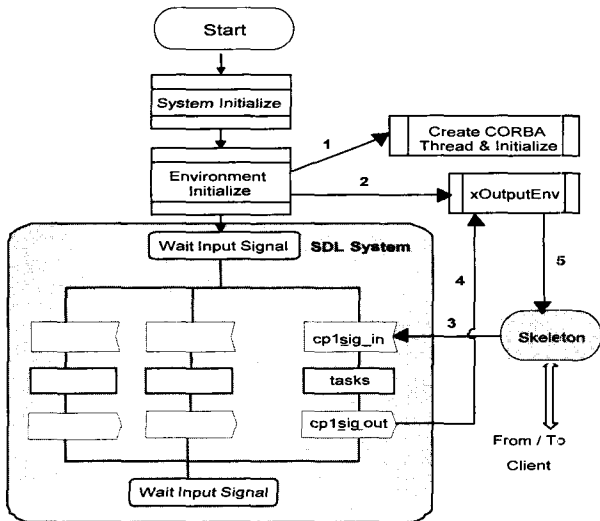 Start
System Initialize
1
Create CORBA
Thread & Initialize
Environment
Initialize
2
xOutputEnv
Wait Input Signal
SDL System
4
5
cp1sig_in
3
Skeleton
tasks
cp1sig_out
From / To
Client
Wait Input Signal